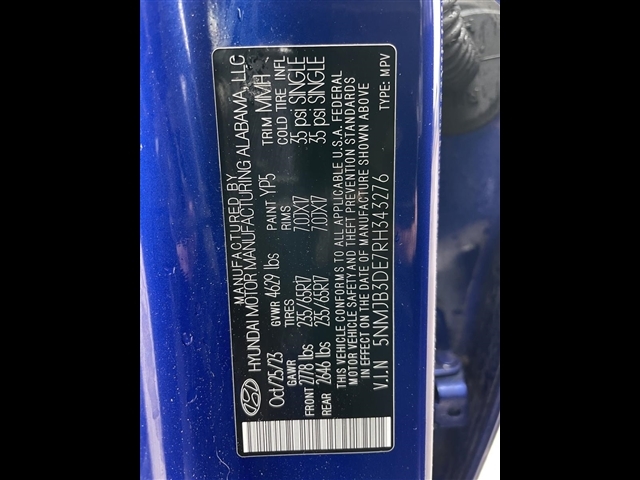 MANUFACTURED BY
HYUNDAI MOTOR MANUFACTURING ALABAMA, LLC
Oct/25/23 GVWR 4629 lbs PAINT YP5 TRIM MMH
GAWR TIRES RIMS COLD TIRE INFL
FRONT 2778 lbs 235/65R17 7.0JX17 35 psi SINGLE
REAR 2646 lbs 235/65R17 7.0JX17 35 psi SINGLE
THIS VEHICLE CONFORMS TO ALL APPLICABLE U.S.A. FEDERAL
MOTOR VEHICLE SAFETY AND THEFT PREVENTION STANDARDS
IN EFFECT ON THE DATE OF MANUFACTURE SHOWN ABOVE
V.I.N 5NMJB3DE7RH343276 TYPE: MPV